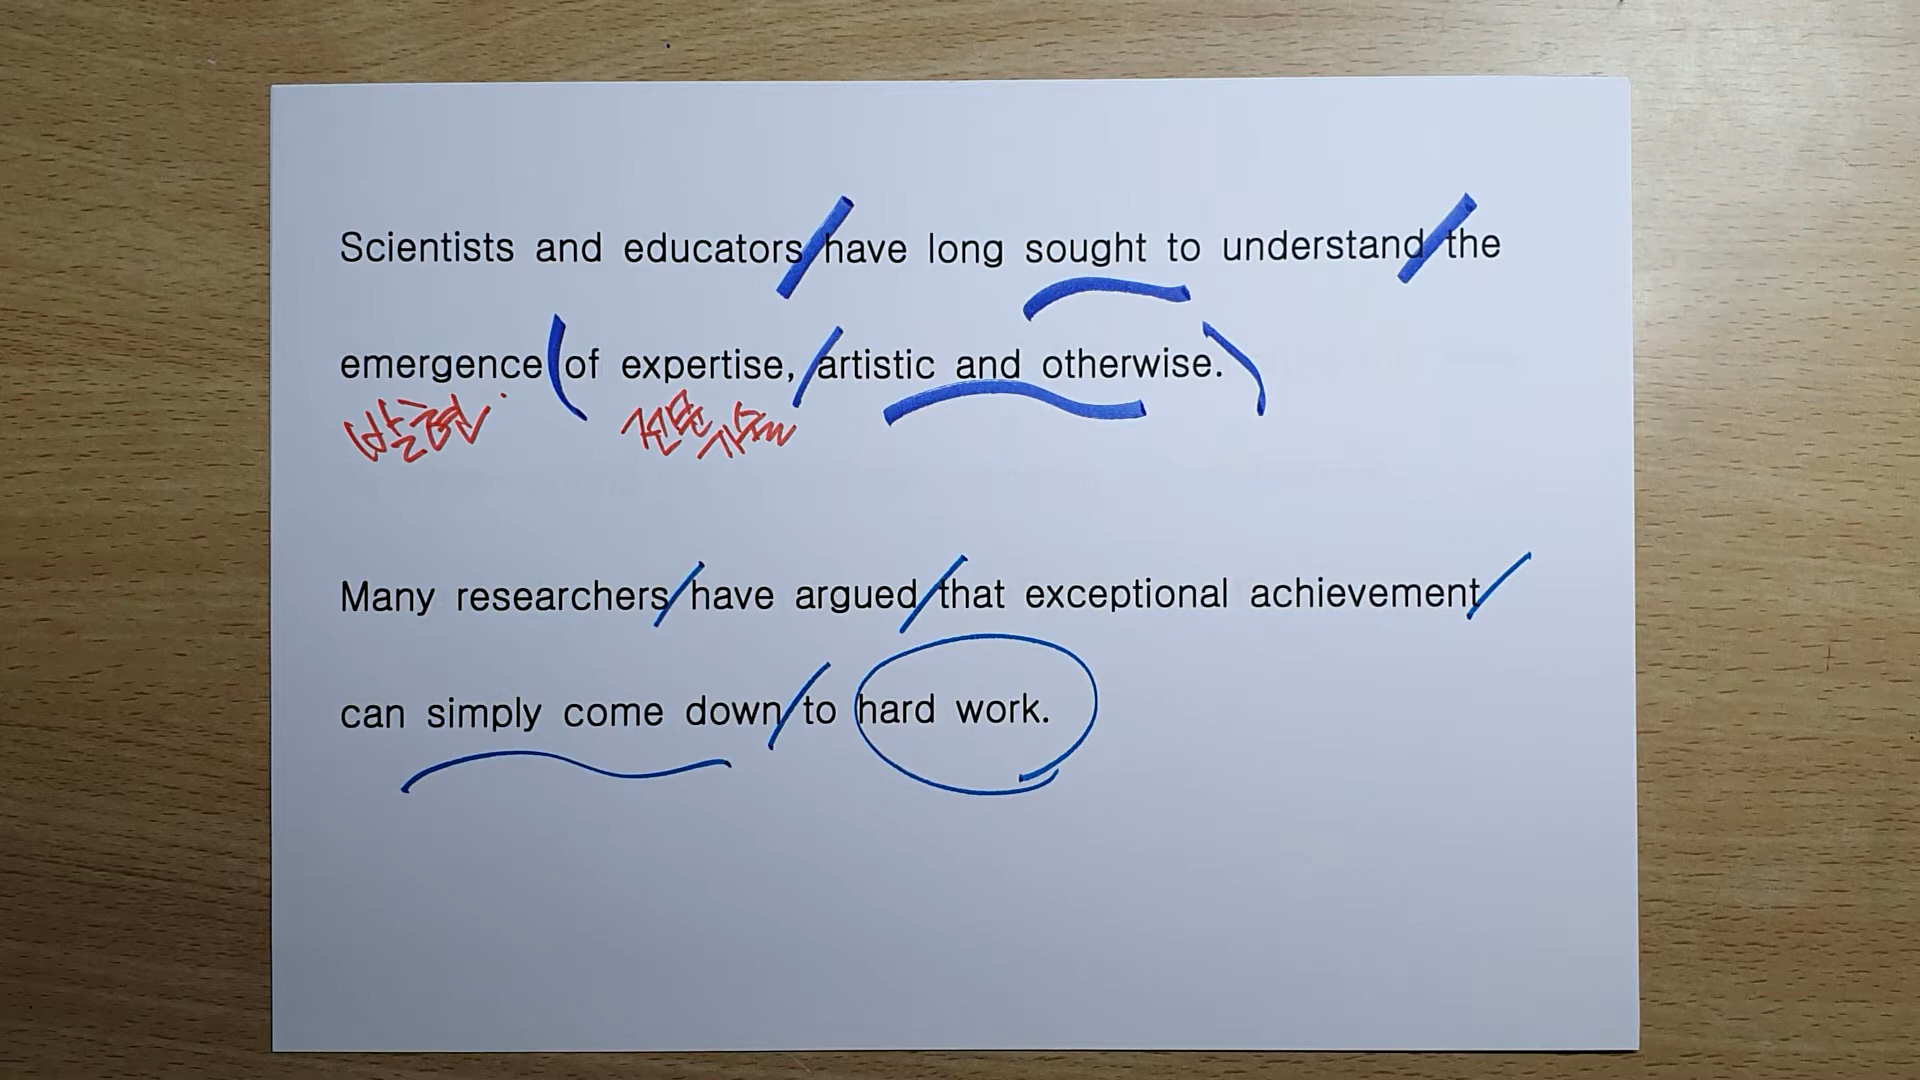 Scientists and educators have long sought to understand the
emergence of expertise, artistic and otherwise.
발현 전문 기술
Many researchers have argued that exceptional achievement
can simply come down to hard work.